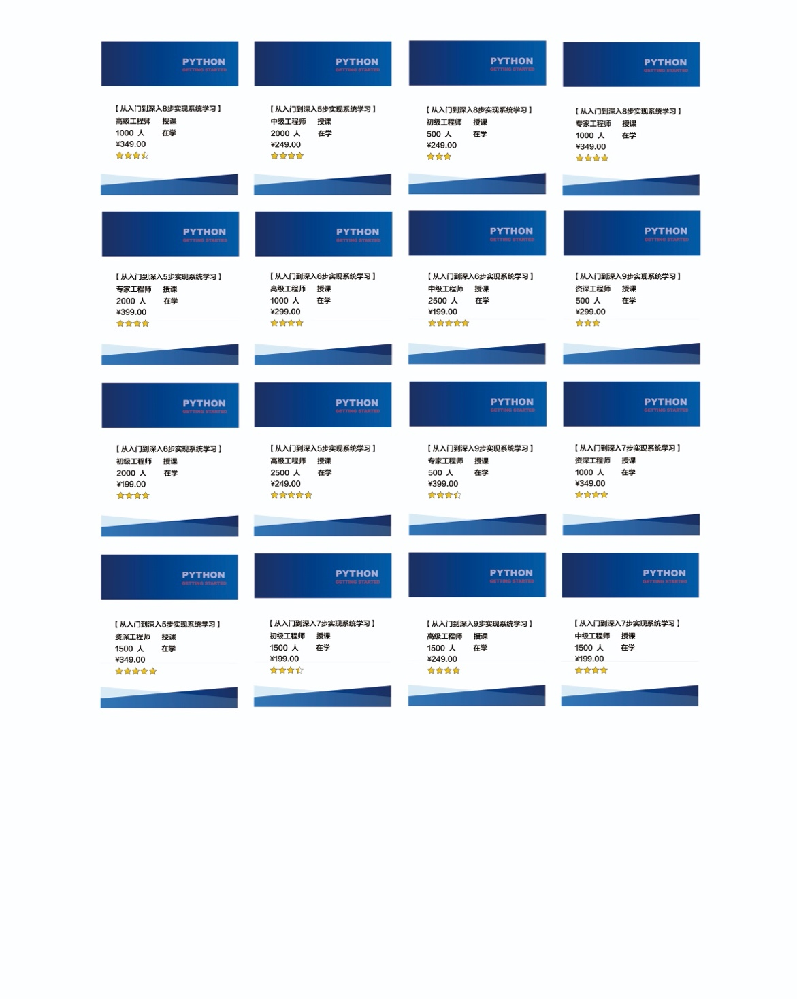 PYTHON
GETTING STARTED
【 从入门到深入8步实现系统学习 】
高级工程师 授课
1000 人 在学
¥349.00
PYTHON
GETTING STARTED
【 从入门到深入5步实现系统学习 】
中级工程师 授课
2000 人 在学
¥249.00
PYTHON
GETTING STARTED
【 从入门到深入8步实现系统学习 】
初级工程师 授课
500 人 在学
¥249.00
PYTHON
GETTING STARTED
【 从入门到深入8步实现系统学习 】
专家工程师 授课
1000 人 在学
¥349.00
PYTHON
GETTING STARTED
【 从入门到深入5步实现系统学习 】
专家工程师 授课
2000 人 在学
¥399.00
PYTHON
GETTING STARTED
【 从入门到深入6步实现系统学习 】
高级工程师 授课
1000 人 在学
¥299.00
PYTHON
GETTING STARTED
【 从入门到深入6步实现系统学习 】
中级工程师 授课
2500 人 在学
¥199.00
PYTHON
GETTING STARTED
【 从入门到深入9步实现系统学习 】
资深工程师 授课
500 人 在学
¥299.00
PYTHON
GETTING STARTED
【 从入门到深入6步实现系统学习 】
初级工程师 授课
2000 人 在学
¥199.00
PYTHON
GETTING STARTED
【 从入门到深入5步实现系统学习 】
高级工程师 授课
2500 人 在学
¥249.00
PYTHON
GETTING STARTED
【 从入门到深入9步实现系统学习 】
专家工程师 授课
500 人 在学
¥399.00
PYTHON
GETTING STARTED
【 从入门到深入7步实现系统学习 】
资深工程师 授课
1000 人 在学
¥349.00
PYTHON
GETTING STARTED
【 从入门到深入5步实现系统学习 】
资深工程师 授课
1500 人 在学
¥349.00
PYTHON
GETTING STARTED
【 从入门到深入7步实现系统学习 】
初级工程师 授课
1500 人 在学
¥199.00
PYTHON
GETTING STARTED
【 从入门到深入9步实现系统学习 】
高级工程师 授课
1500 人 在学
¥249.00
PYTHON
GETTING STARTED
【 从入门到深入7步实现系统学习 】
中级工程师 授课
1500 人 在学
¥199.00